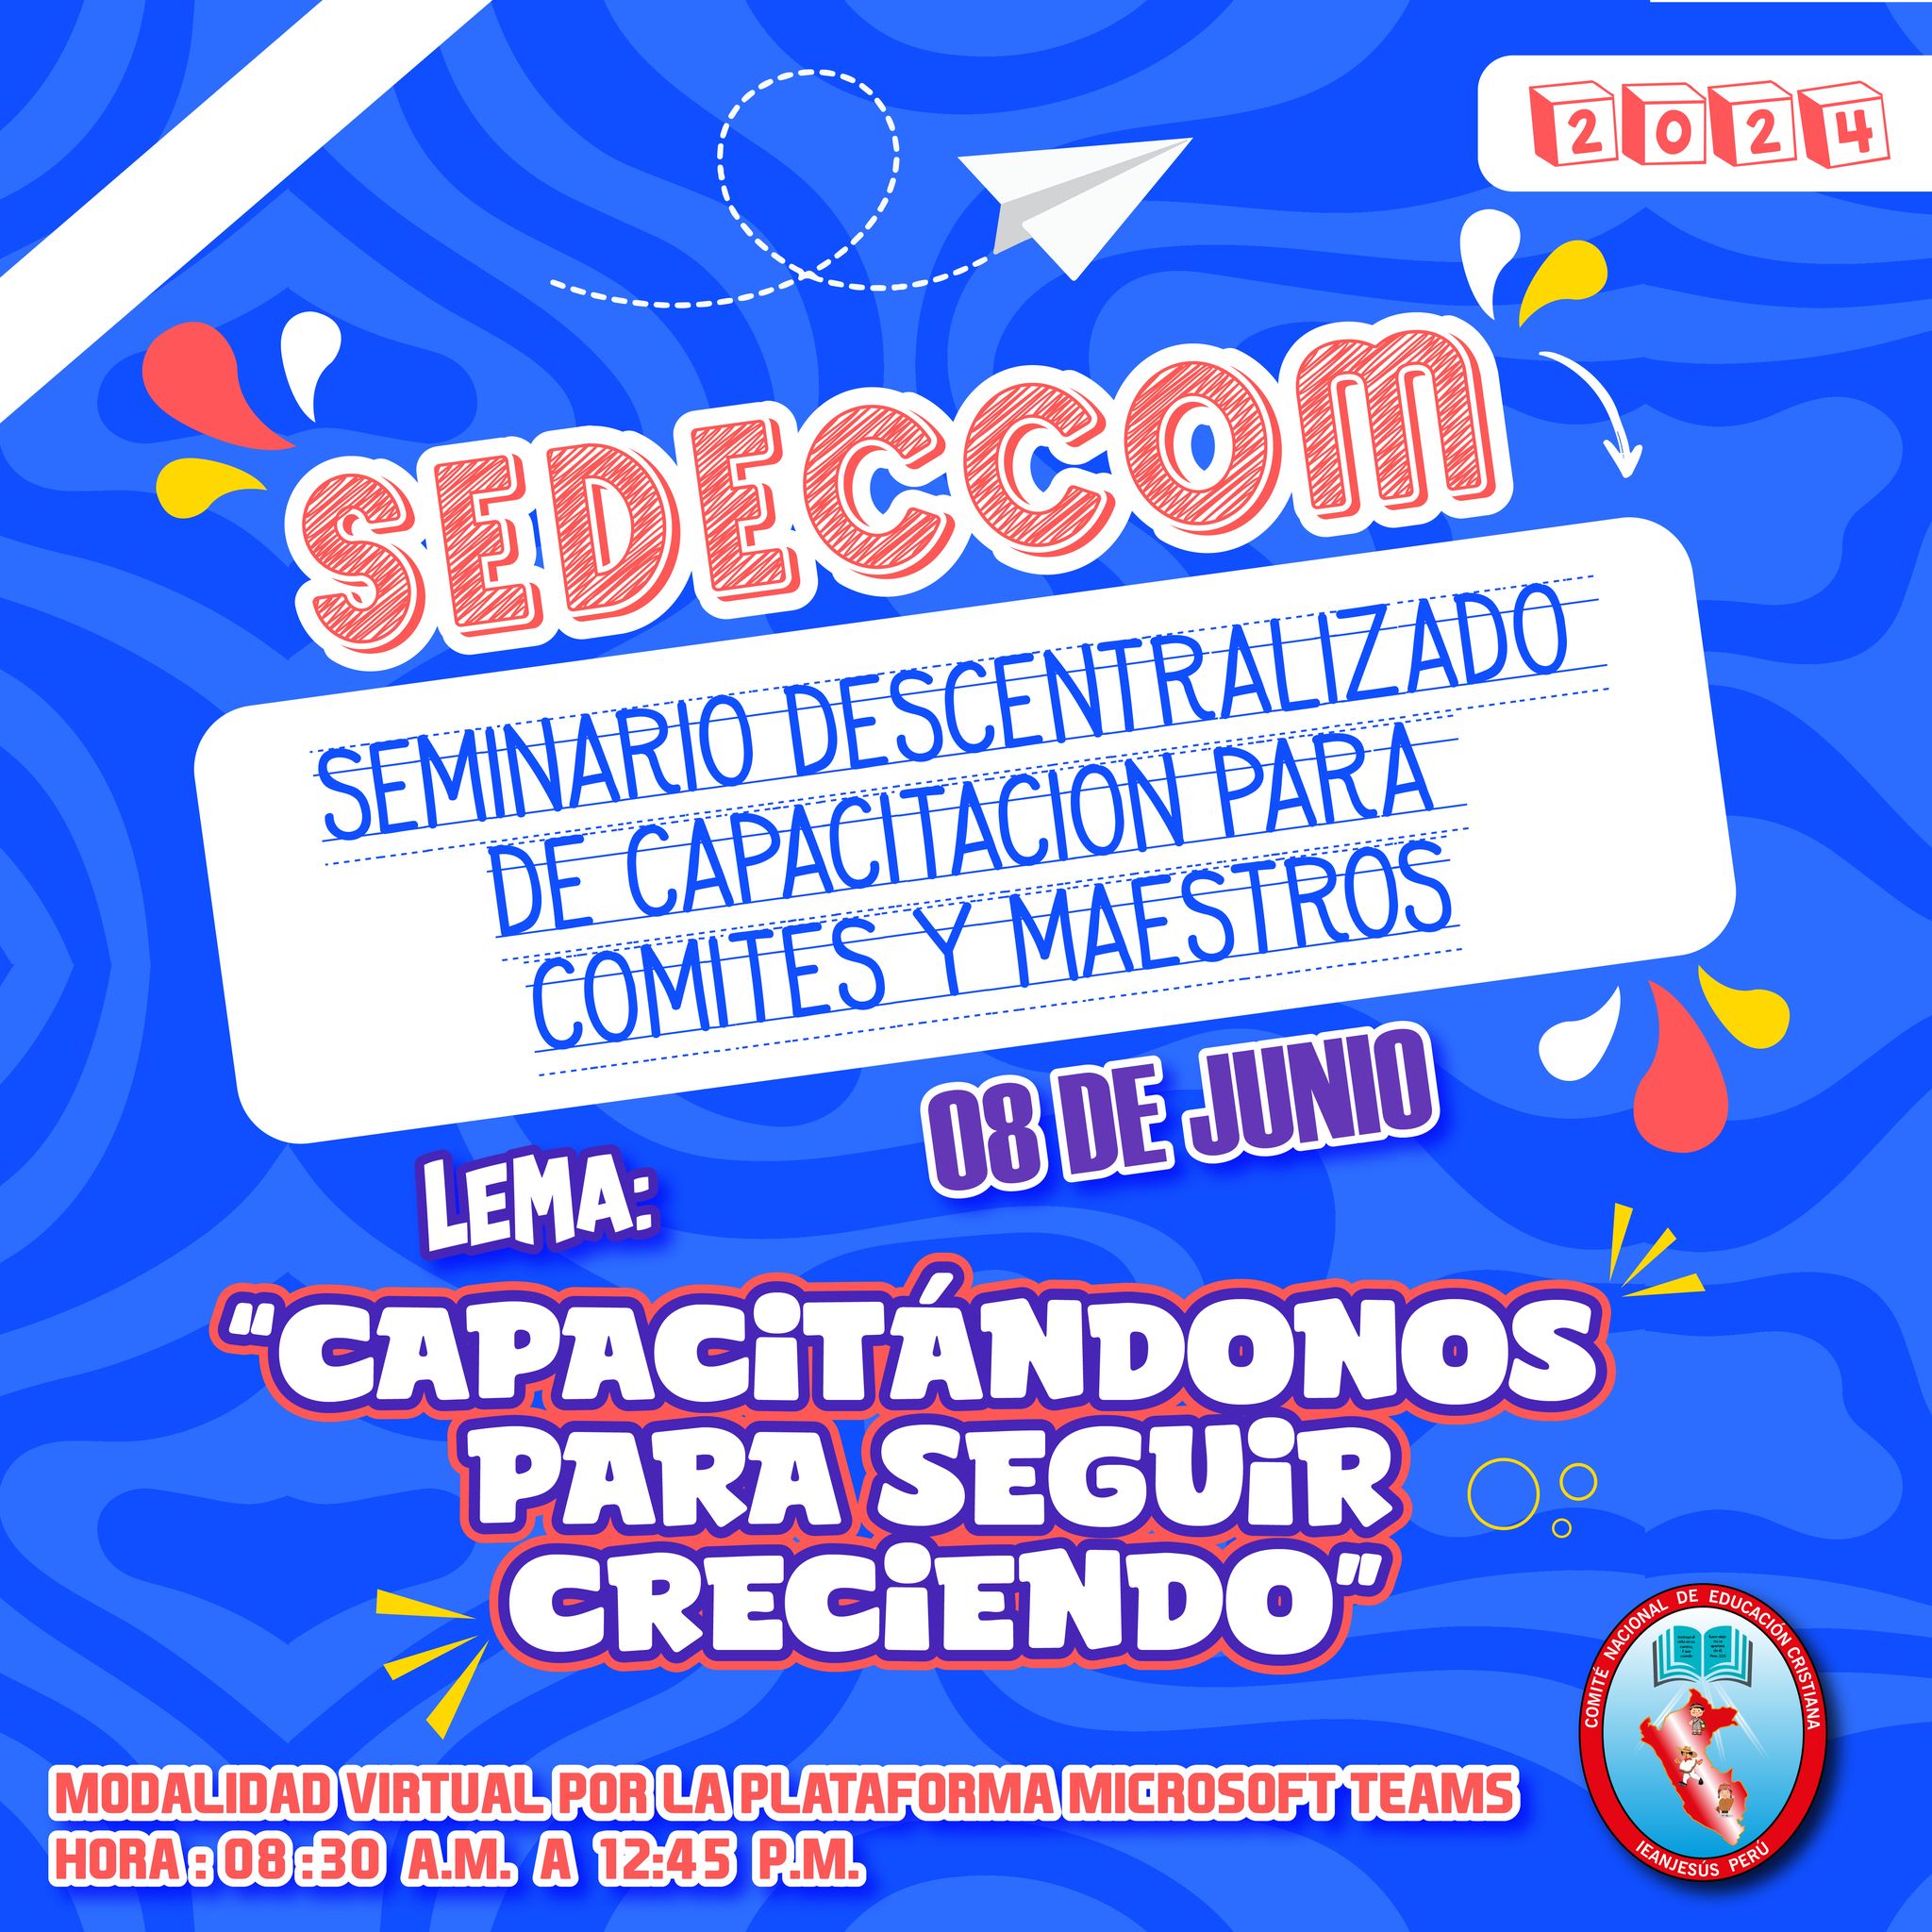 2024
SEDECCOM
SEMINARIO DESCENTRALIZADO
DE CAPACITACION PARA
COMITES Y MAESTROS
08 DE JUNIO
LEMA:
"CAPACiTÁNDONOS
PARA SEGUiR
CRECiENDO"
MODALIDAD VIRTUAL POR LA PLATAFORMA MICROSOFT TEAMS
HORA : 08:30 A.M. A 12:45 P.M.
COMITÉ NACIONAL DE EDUCACIÓN CRISTIANA
IEANJESÚS PERÚ